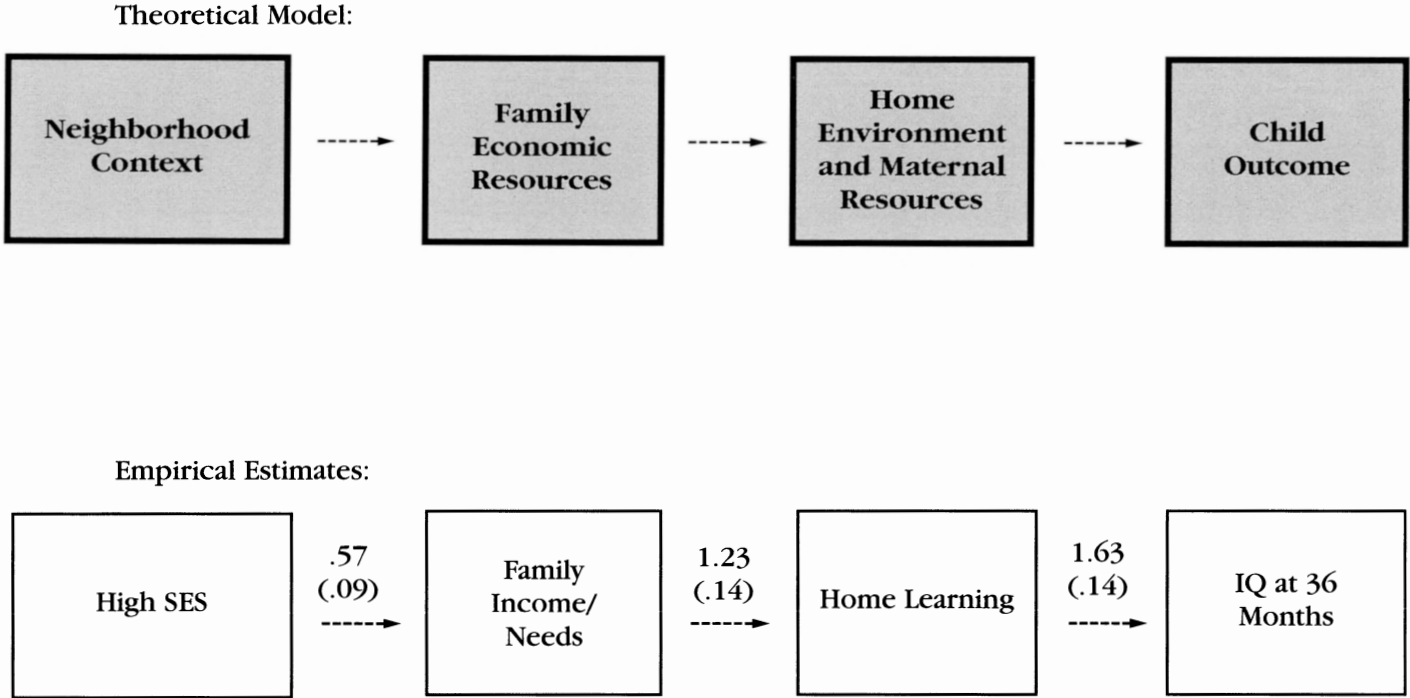 Theoretical Model:
Neighborhood
Context
Family
Economic
Resources
Home
Environment
and Maternal
Resources
Child
Outcome
Empirical Estimates:
High SES
.57
(.09)
Family
Income/
Needs
1.23
(.14)
Home Learning
1.63
(.14)
IQ at 36
Months